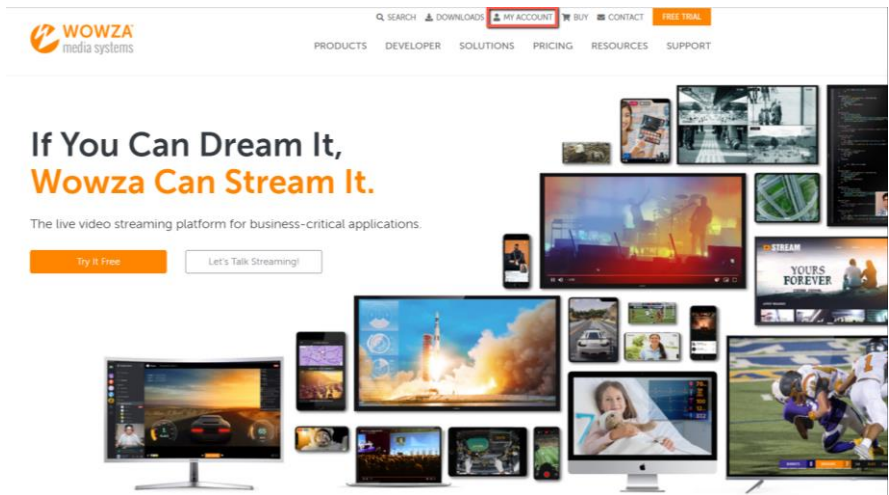 SEARCH DOWNLOADS MY ACCOUNT BUY CONTACT FREE TRIAL
WOWZA
media systems
PRODUCTS DEVELOPER SOLUTIONS PRICING RESOURCES SUPPORT
If You Can Dream It,
Wowza Can Stream It.
The live video streaming platform for business-critical applications.
Try It Free Let's Talk Streaming!
STREAM
YOURS
FOREVER